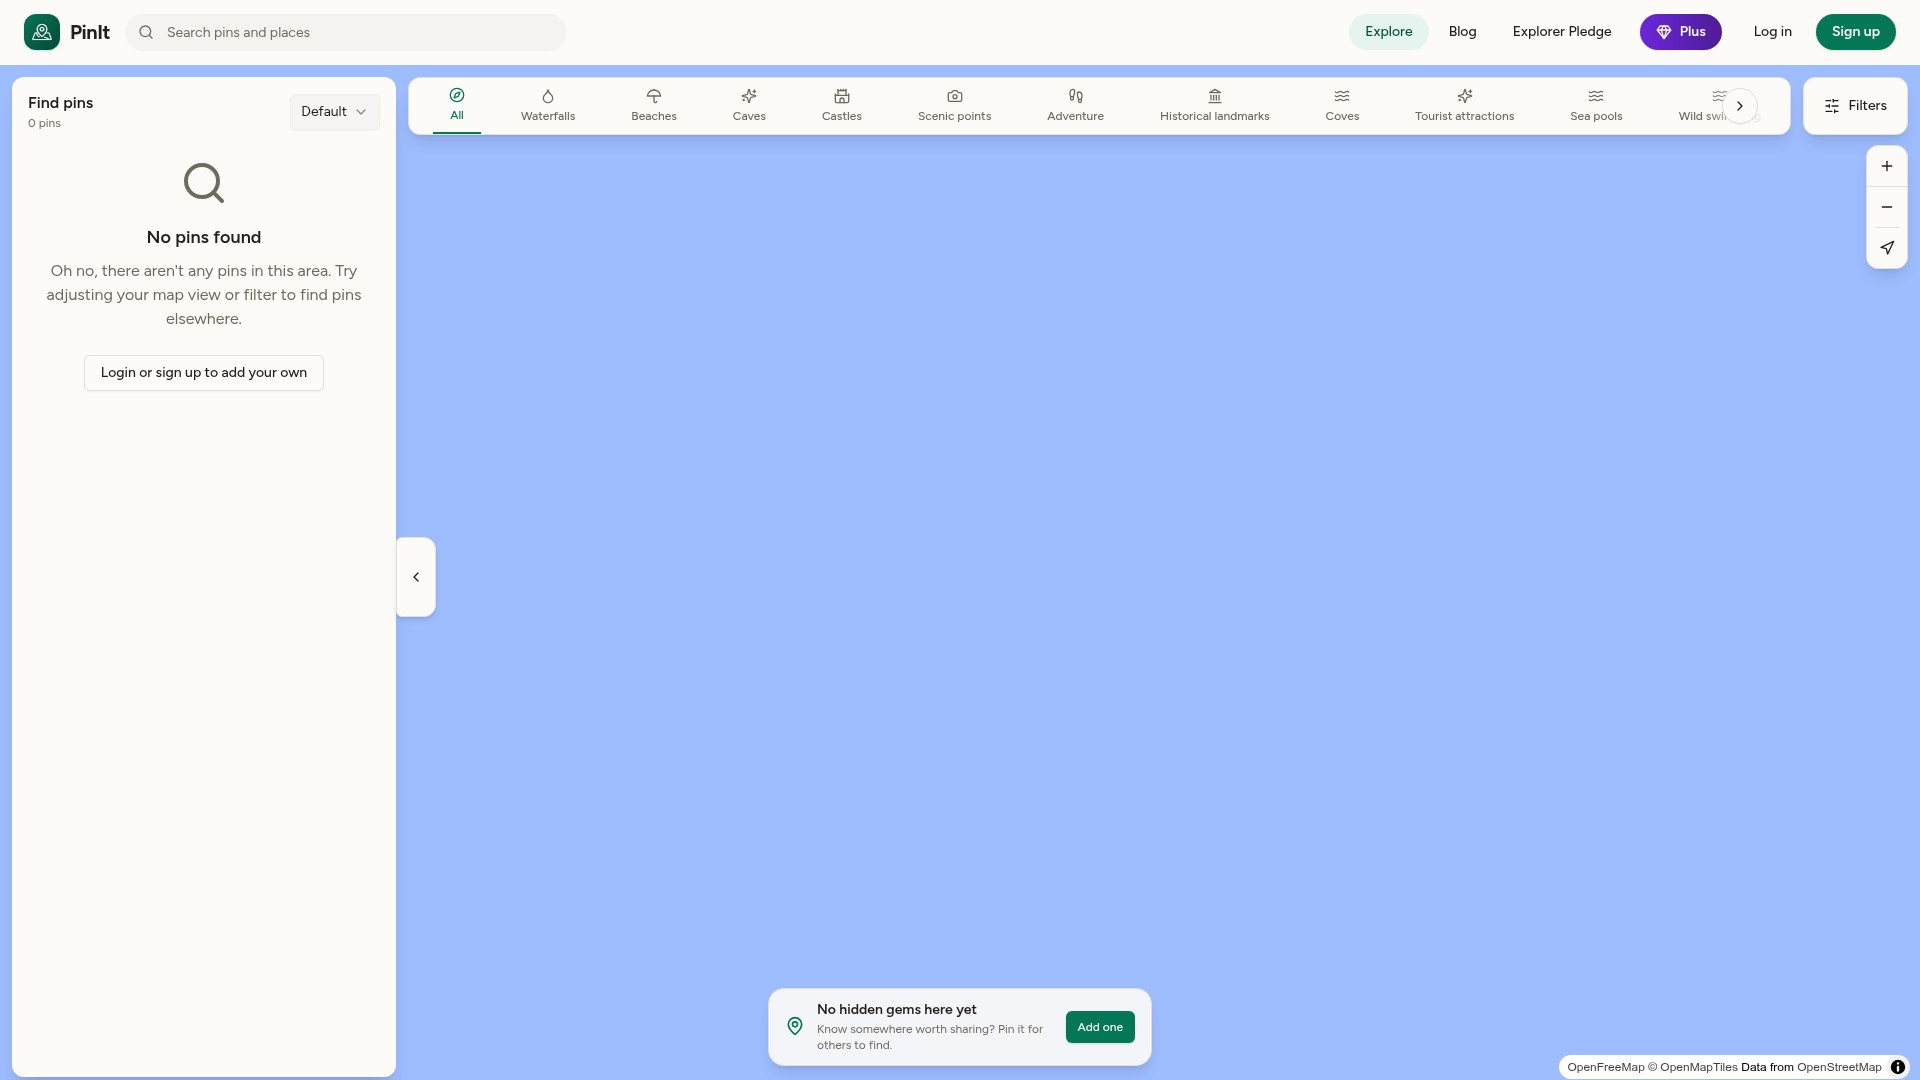 PinIt
Search pins and places
Explore
Blog
Explorer Pledge
Plus
Log in
Sign up
Find pins
0 pins
Default
No pins found
Oh no, there aren't any pins in this area. Try
adjusting your map view or filter to find pins
elsewhere.
Login or sign up to add your own
All
Waterfalls
Beaches
Caves
Castles
Scenic points
Adventure
Historical landmarks
Coves
Tourist attractions
Sea pools
Wild
Filters
No hidden gems here yet
Know somewhere worth sharing? Pin it for
others to find.
Add one
OpenFreeMap © OpenMapTiles Data from OpenStreetMap